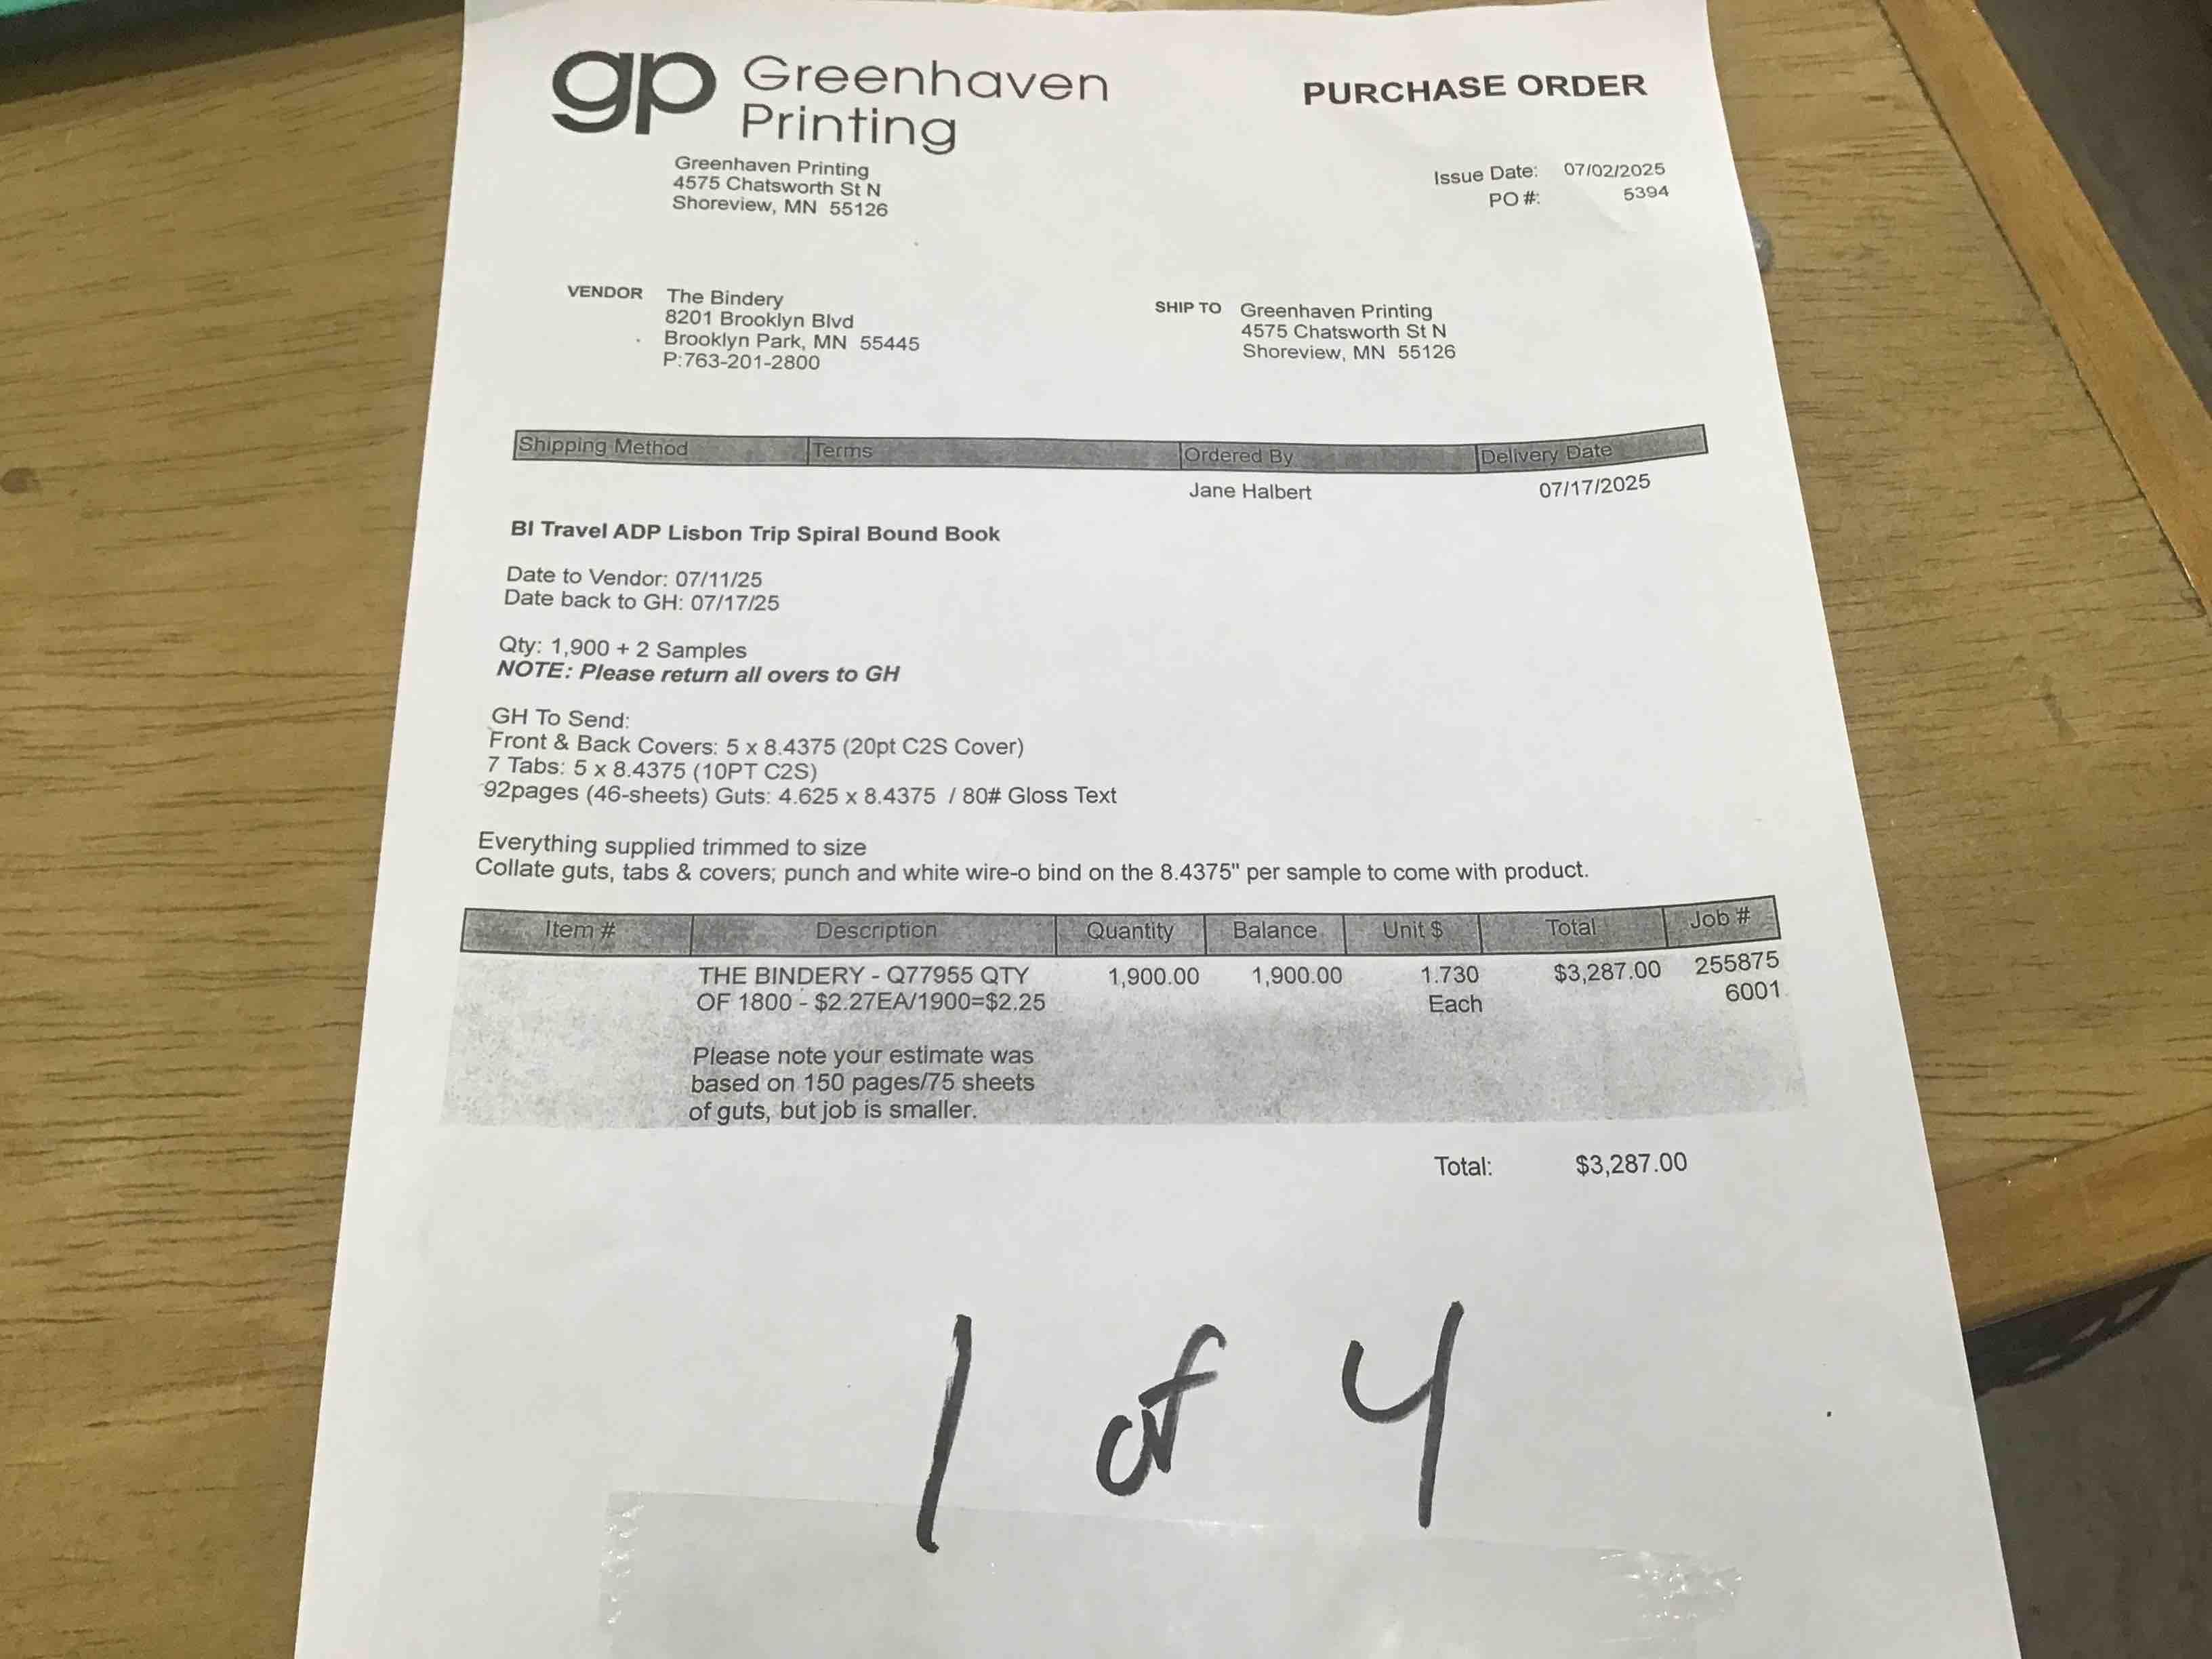 gp Greenhaven
Printing
PURCHASE ORDER
Greenhaven Printing
4575 Chatsworth St N
Shoreview, MN 55126
Issue Date: 07/02/2025
PO #: 5394
VENDOR The Bindery
8201 Brooklyn Blvd
Brooklyn Park, MN 55445
P:763-201-2800
SHIP TO Greenhaven Printing
4575 Chatsworth St N
Shoreview, MN 55126
Shipping Method Terms Ordered By Delivery Date
Jane Halbert 07/17/2025
BI Travel ADP Lisbon Trip Spiral Bound Book
Date to Vendor: 07/11/25
Date back to GH: 07/17/25
Qty: 1,900 + 2 Samples
NOTE: Please return all overs to GH
GH To Send:
Front & Back Covers: 5 x 8.4375 (20pt C2S Cover)
7 Tabs: 5 x 8.4375 (10PT C2S)
92pages (46-sheets) Guts: 4.625 x 8.4375 / 80# Gloss Text
Everything supplied trimmed to size
Collate guts, tabs & covers; punch and white wire-o bind on the 8.4375" per sample to come with product.
Item # Description Quantity Balance Unit $ Total Job #
THE BINDERY - Q77955 QTY 1,900.00 1,900.00 1.730 $3,287.00 255875
OF 1800 - $2.27EA/1900=$2.25 Each 6001
Please note your estimate was
based on 150 pages/75 sheets
of guts, but job is smaller.
Total: $3,287.00
1 of 4